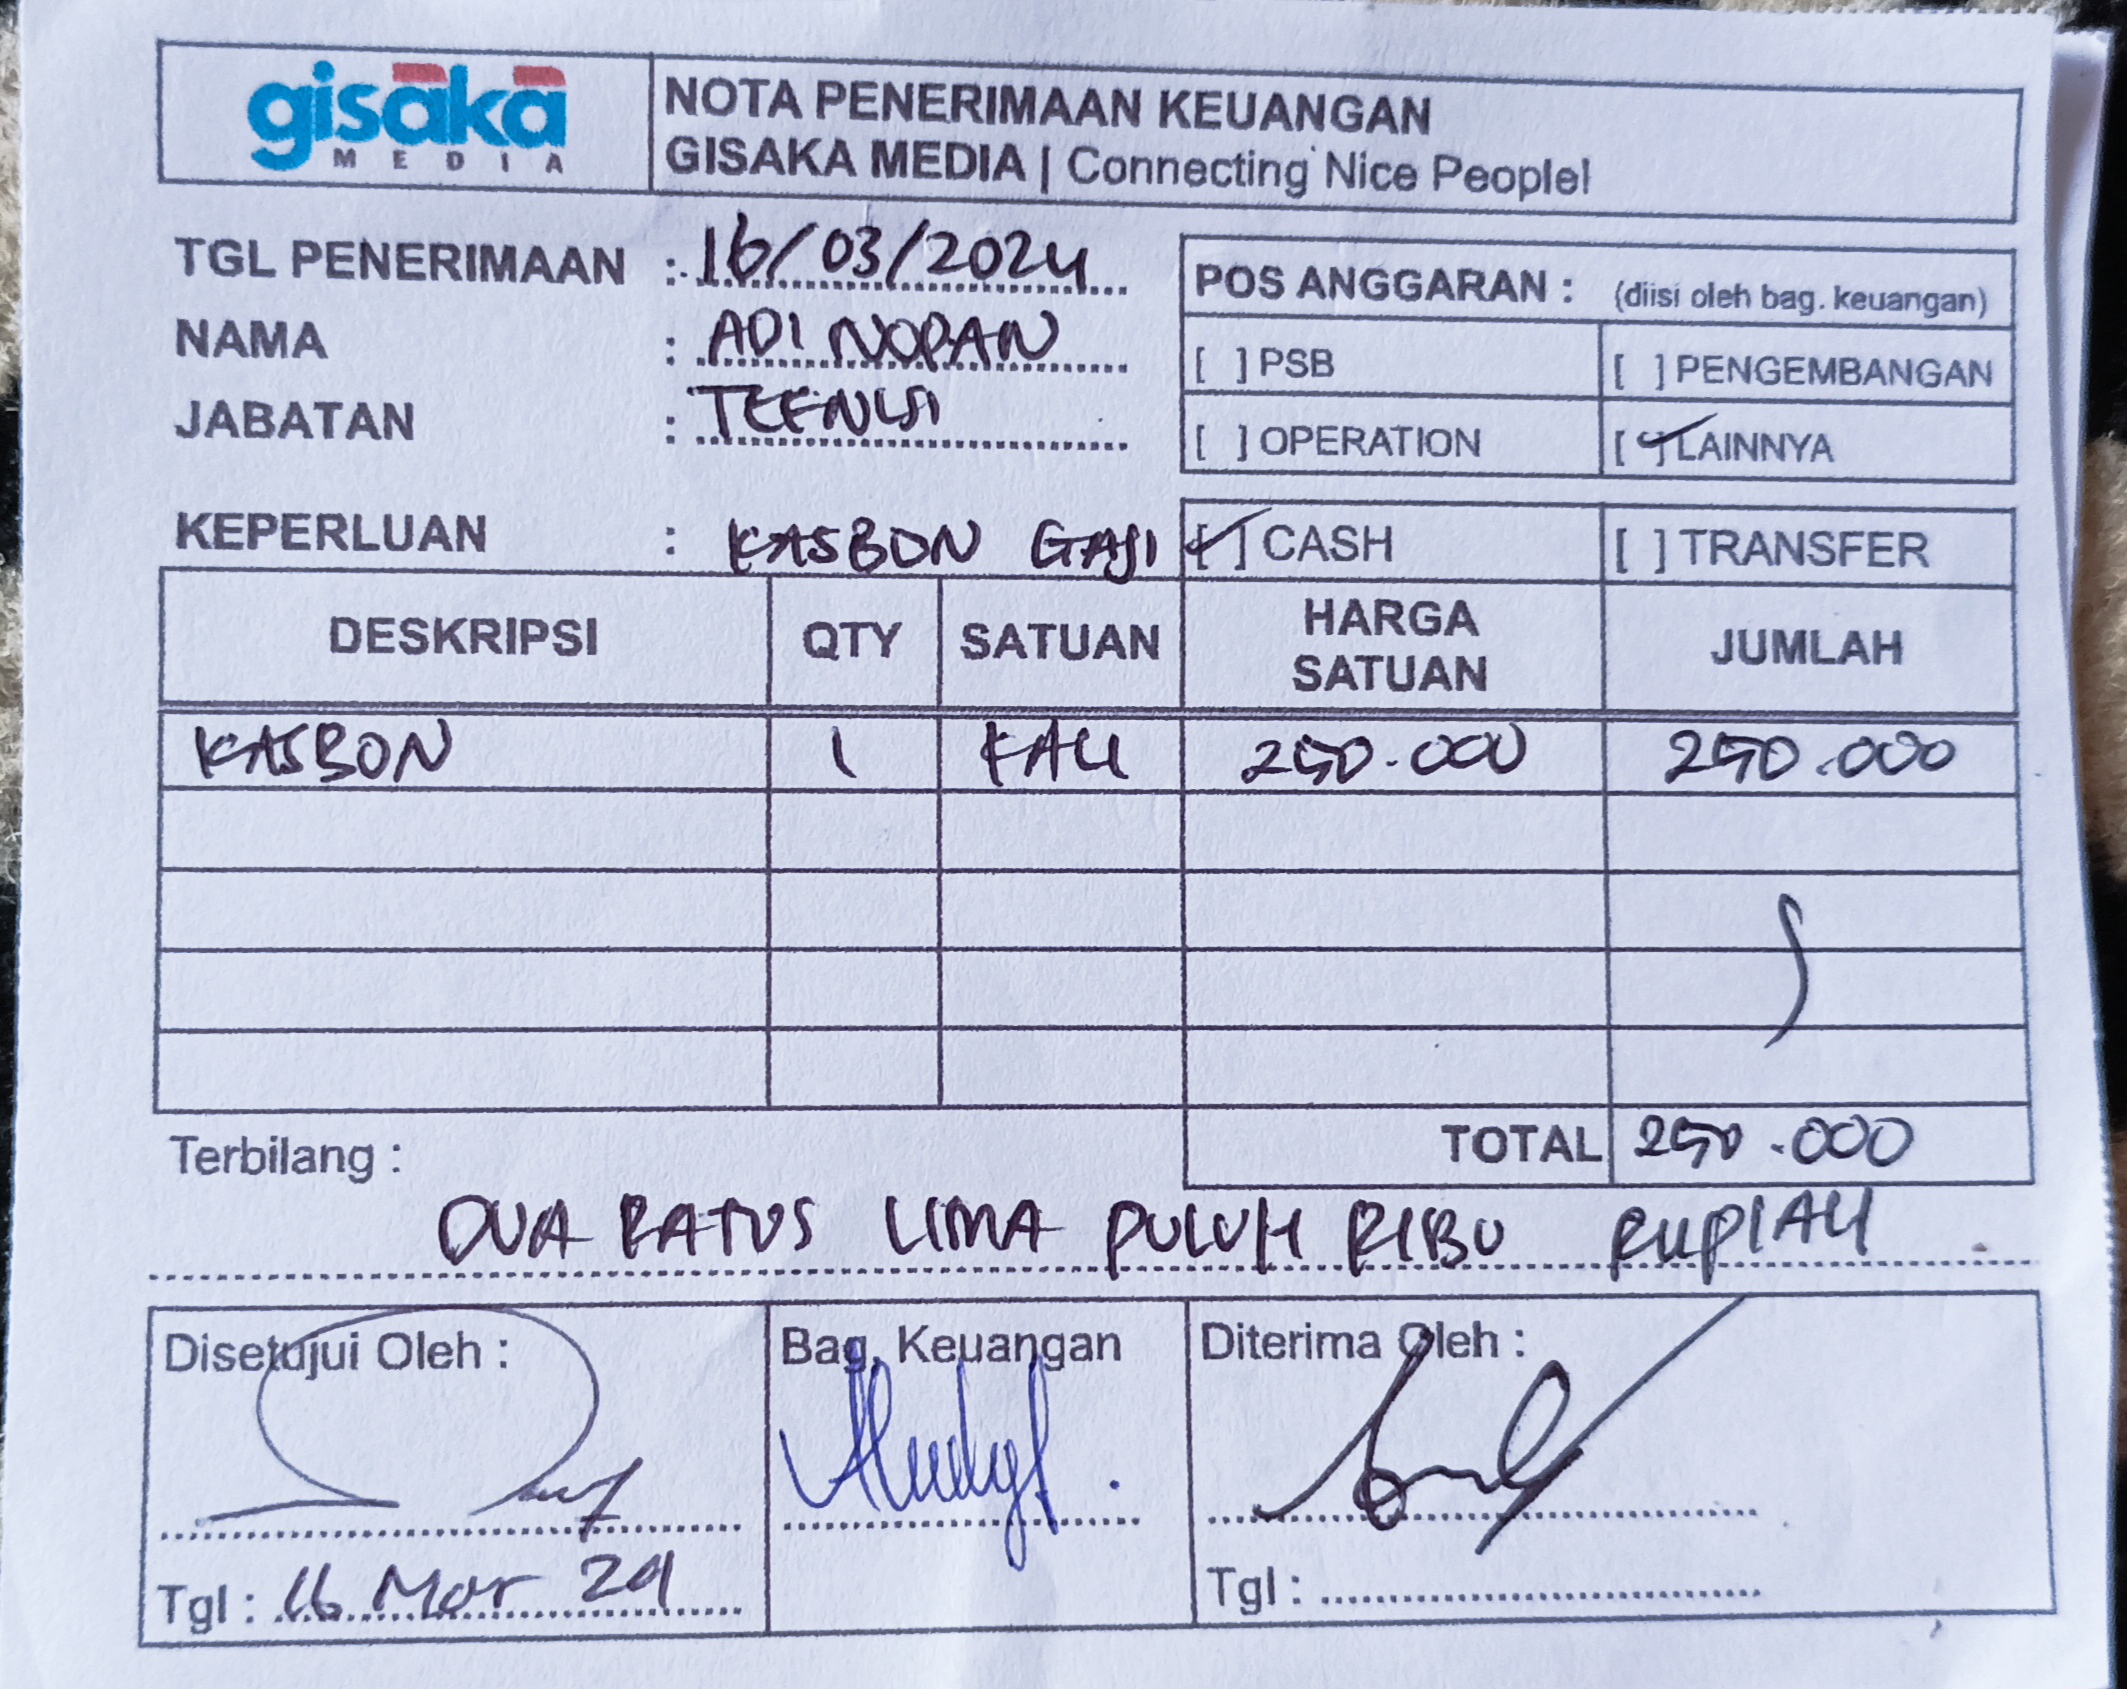 gisaka
MEDIA
NOTA PENERIMAAN KEUANGAN
GISAKA MEDIA | Connecting Nice People!
TGL PENERIMAAN : 16/03/2024
NAMA : ADI NOPAN
JABATAN : TEKNISI
POS ANGGARAN : (diisi oleh bag. keuangan)
[ ] PSB [ ] PENGEMBANGAN
[ ] OPERATION [✓] LAINNYA
KEPERLUAN : KASBON GAJI [✓] CASH [ ] TRANSFER
DESKRIPSI QTY SATUAN HARGA SATUAN JUMLAH
KASBON 1 KALI 250.000 250.000
TOTAL 250.000
Terbilang :
DUA RATUS LIMA PULUH RIBU RUPIAH
Disetujui Oleh : Bag. Keuangan Diterima Oleh :
Tgl : 16 Mar 24 Tgl :